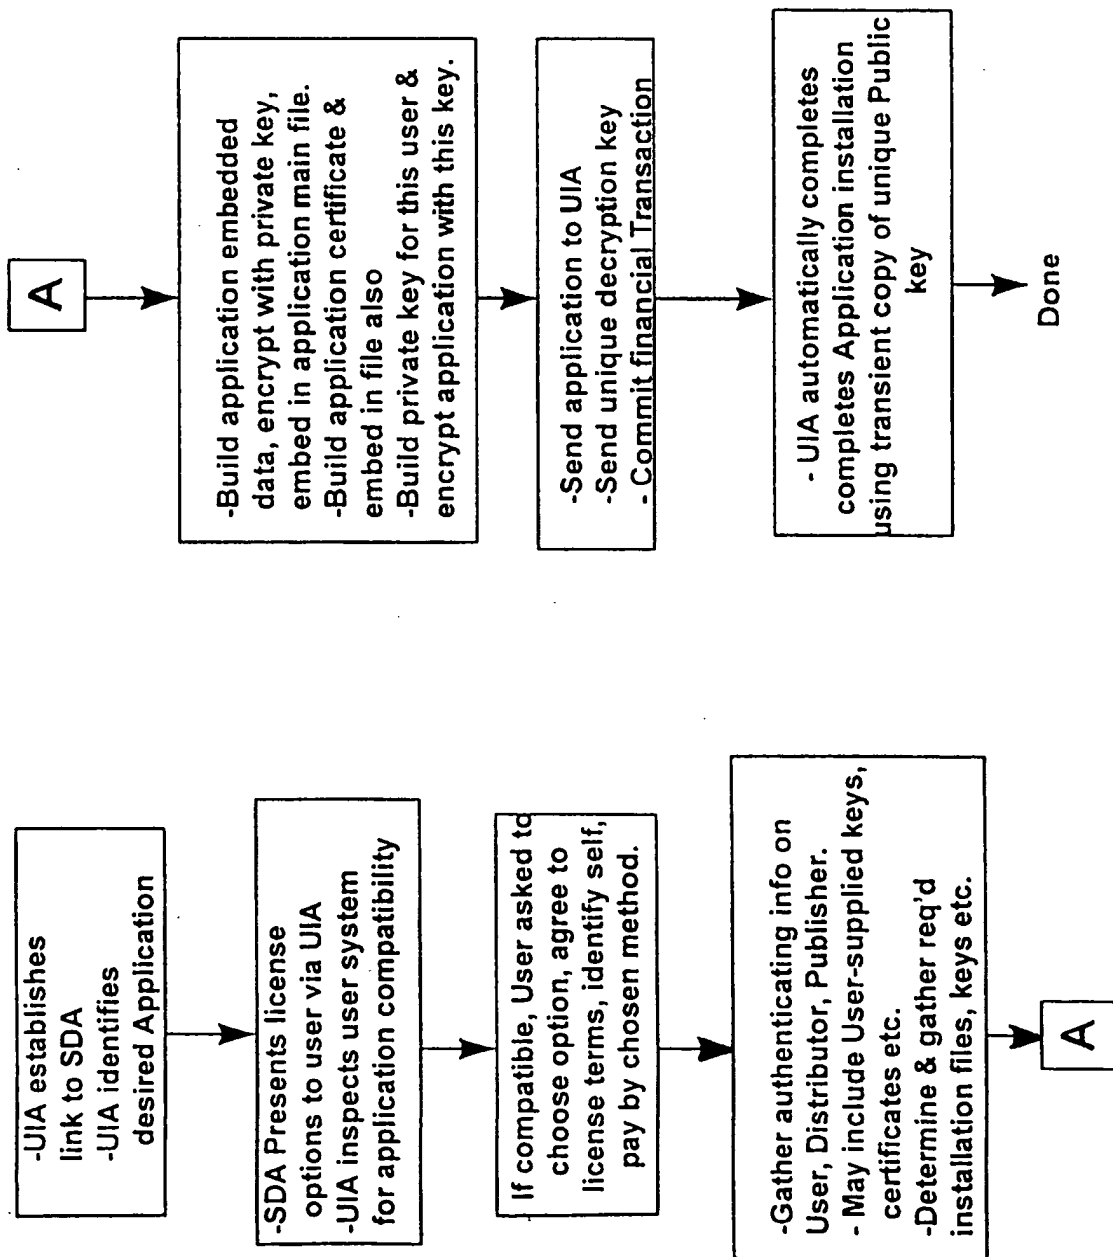 -UIA establishes
link to SDA
-UIA identifies
desired Application
-SDA Presents license
options to user via UIA
-UIA inspects user system
for application compatibility
If compatible, User asked to
choose option, agree to
license terms, identify self,
pay by chosen method.
-Gather authenticating info on
User, Distributor, Publisher.
- May include User-supplied keys,
certificates etc.
-Determine & gather req'd
installation files, keys etc.
A
A
-Build application embedded
data, encrypt with private key,
embed in application main file.
-Build application certificate &
embed in file also
-Build private key for this user &
encrypt application with this key.
-Send application to UIA
-Send unique decryption key
- Commit financial Transaction
- UIA automatically completes
completes Application installation
using transient copy of unique Public
key
Done